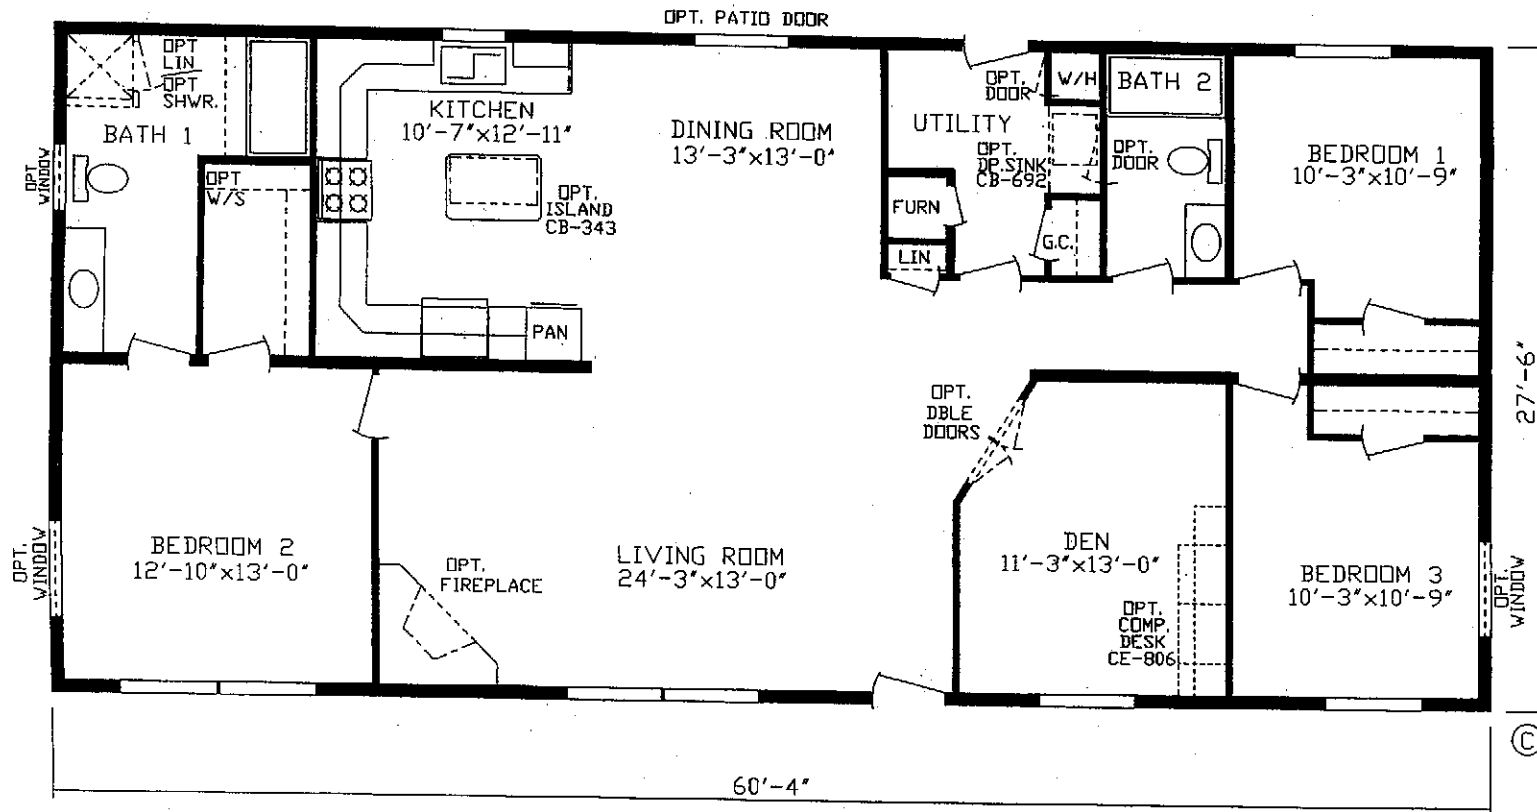 OPT. PATIO DOOR
OPT
LIN
OPT
SHWR.
BATH 1
OPT.
WINDOW
OPT
W/S
KITCHEN
10'-7"x12'-11"
OPT.
ISLAND
CB-343
PAN
DINING ROOM
13'-3"x13'-0"
OPT.
DOOR
W/H
UTILITY
OPT.
DP.SINK
CB-692
FURN
LIN
G.C.
BATH 2
OPT.
DOOR
BEDROOM 1
10'-3"x10'-9"
27'-6"
OPT.
DBLE
DOORS
OPT.
WINDOW
BEDROOM 2
12'-10"x13'-0"
OPT.
FIREPLACE
LIVING ROOM
24'-3"x13'-0"
DEN
11'-3"x13'-0"
OPT.
COMP.
DESK
CE-806
BEDROOM 3
10'-3"x10'-9"
OPT.
WINDOW
C
60'-4"